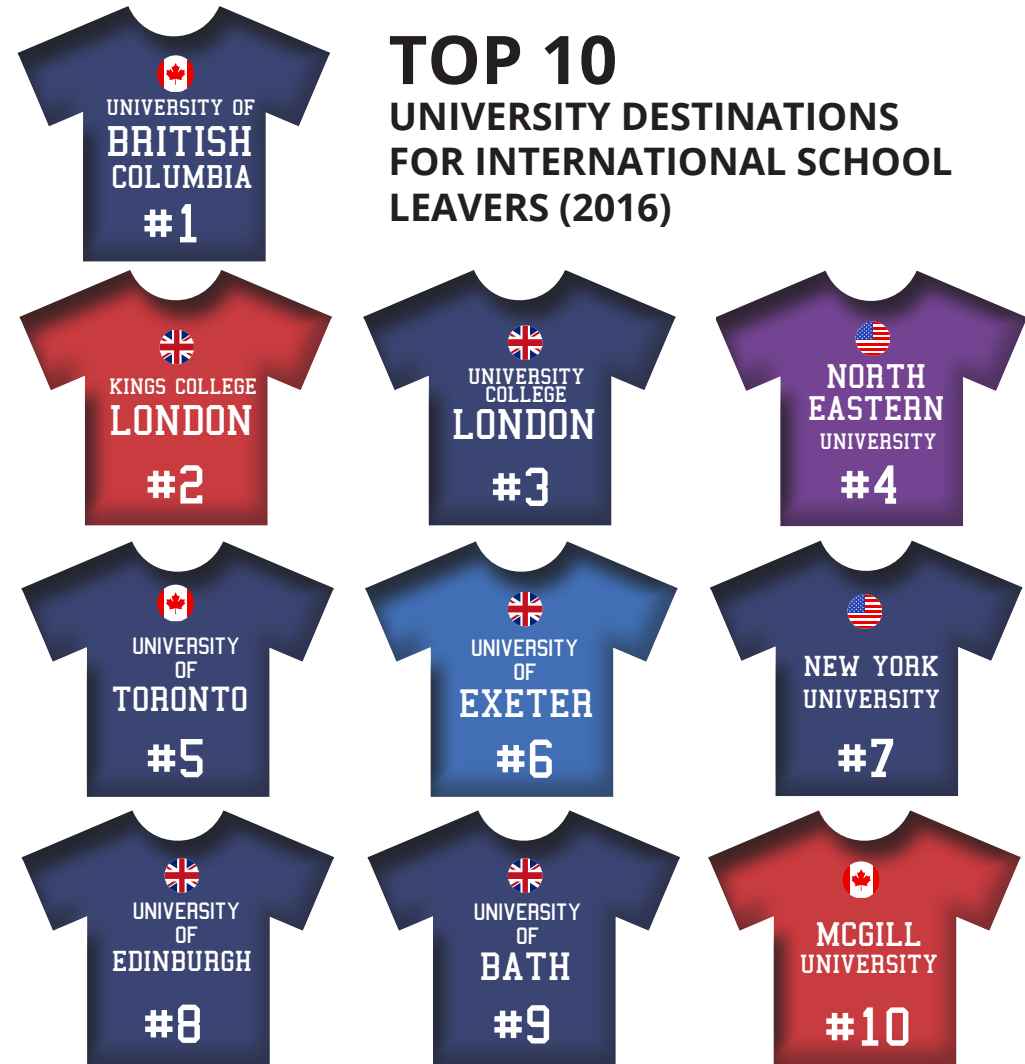 UNIVERSITY OF
BRITISH
COLUMBIA
#1
TOP 10
UNIVERSITY DESTINATIONS
FOR INTERNATIONAL SCHOOL
LEAVERS (2016)
KINGS COLLEGE
LONDON
#2
UNIVERSITY
COLLEGE
LONDON
#3
NORTH
EASTERN
UNIVERSITY
#4
UNIVERSITY
OF
TORONTO
#5
UNIVERSITY
OF
EXETER
#6
NEW YORK
UNIVERSITY
#7
UNIVERSITY
OF
EDINBURGH
#8
UNIVERSITY
OF
BATH
#9
MCGILL
UNIVERSITY
#10